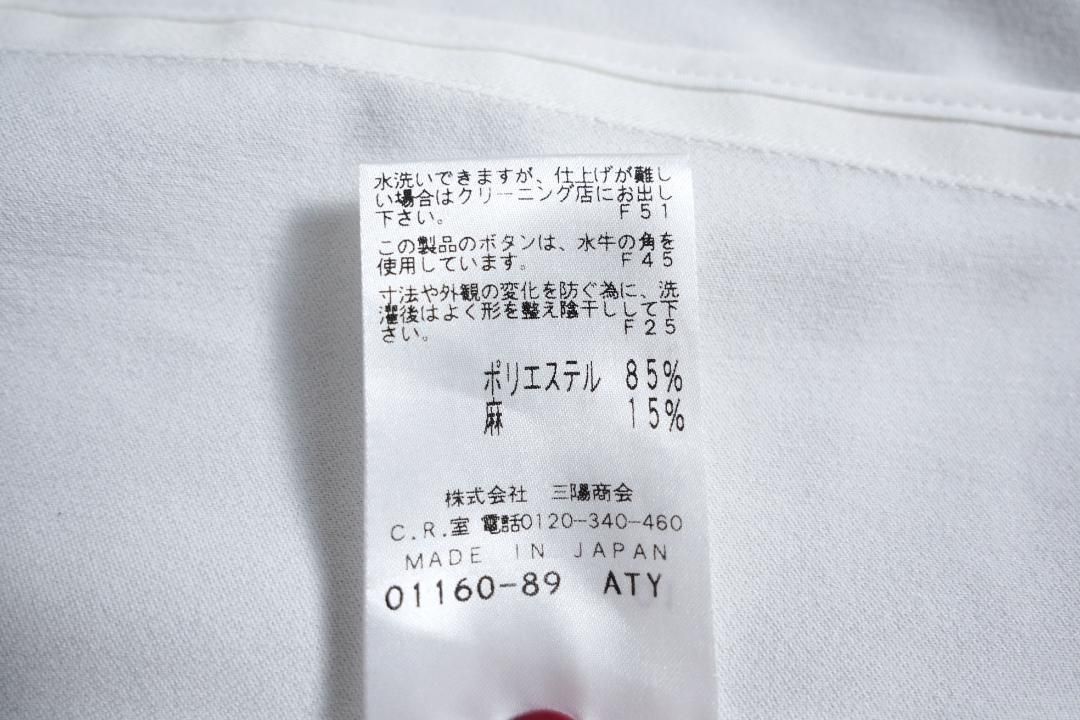 水洗いできますが、仕上げが難し
い場合はクリーニング店にお出し
下さい。 F51
この製品のボタンは、水牛の角を
使用しています。 F45
寸法や外観の変化を防ぐ為に、洗
濯後はよく形を整え陰干しして下
さい。 F25
ポリエステル 85%
麻 15%
株式会社 三陽商会
C.R.室 電話0120-340-460
MADE IN JAPAN
01160-89 ATY